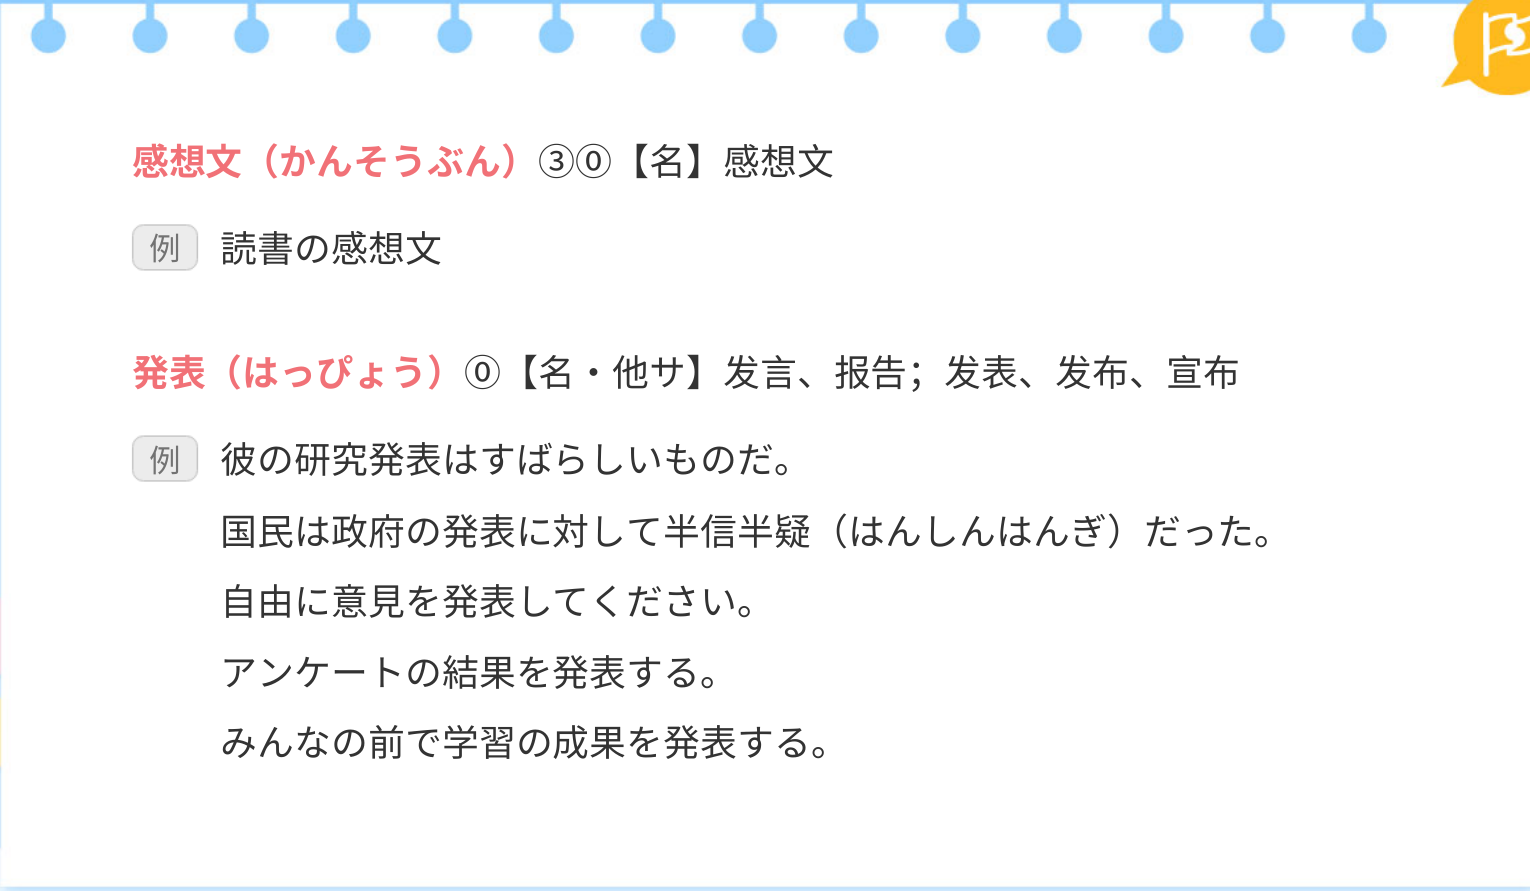 感想文（かんそうぶん）③⓪【名】感想文
例 読書の感想文
発表（はっぴょう）⓪【名・他サ】发言、报告；发表、发布、宣布
例 彼の研究発表はすばらしいものだ。
国民は政府の発表に対して半信半疑（はんしんはんぎ）だった。
自由に意見を発表してください。
アンケートの結果を発表する。
みんなの前で学習の成果を発表する。